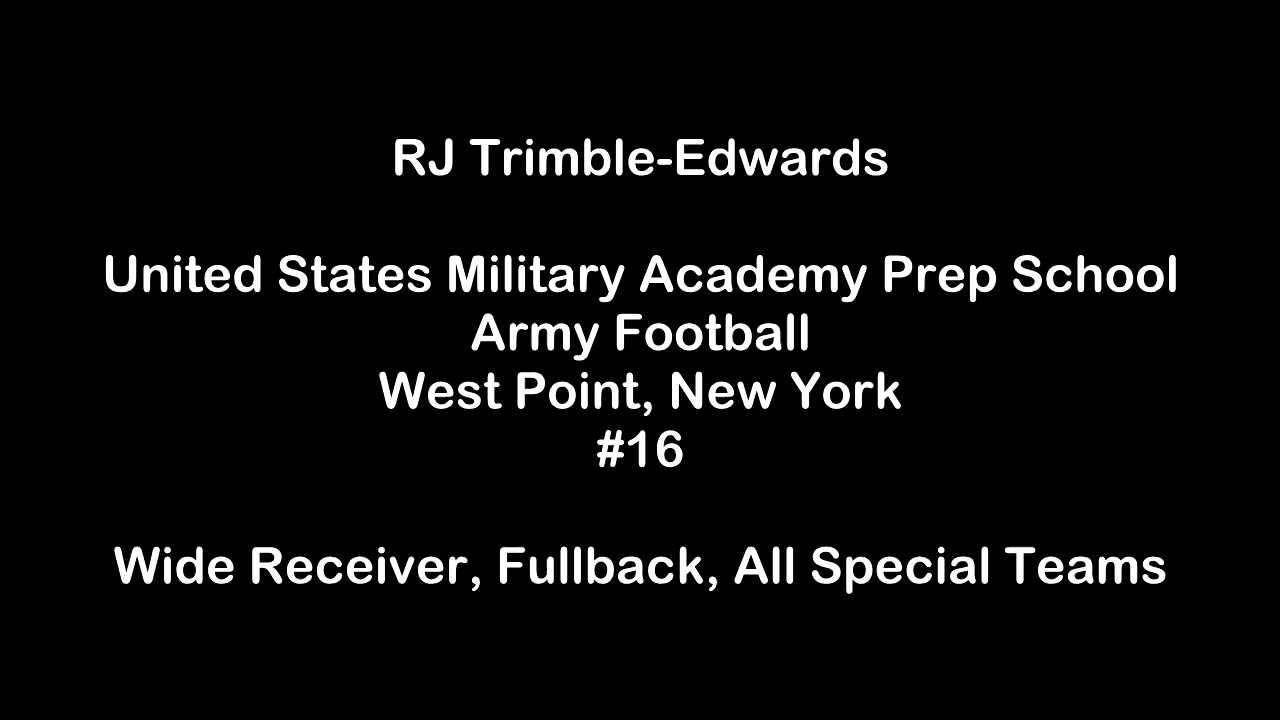 RJ Trimble-Edwards
United States Military Academy Prep School
Army Football
West Point, New York
#16
Wide Receiver, Fullback, All Special Teams